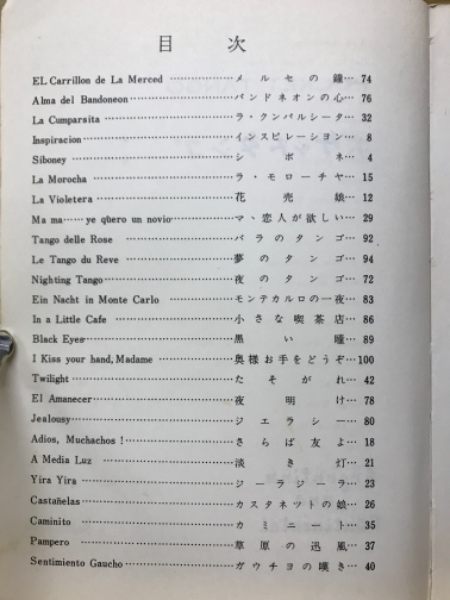 目次
EL Carrillon de La Merced ……………… メルセの鐘… 74
Alma del Bandoneon ……………………… バンドネオンの心… 76
La Cumparsita ……………………… ラ・クンパルシータ… 32
Inspiracion ……………………… インスピレーション… 8
Siboney ……………………… シボネ… 4
La Morocha ……………………… ラ・モローチャ… 15
La Violetera ……………………… 花売娘… 12
Ma ma……ye qüero un novio ……………… マヽ恋人が欲しい… 29
Tango delle Rose ……………………… バラのタンゴ… 92
Le Tango du Reve ……………………… 夢のタンゴ… 94
Nighting Tango ……………………… 夜のタンゴ… 72
Ein Nacht in Monte Carlo ……………… モンテカルロの一夜… 83
In a Little Cafe ……………………… 小さな喫茶店… 86
Black Eyes ……………………… 黒い瞳… 89
I Kiss your hand, Madame ……………… 奥様お手をどうぞ…100
Twilight ……………………… たそがれ… 42
El Amanecer ……………………… 夜明け… 78
Jealousy ……………………… ジエラシー… 80
Adios, Muchachos ! ……………………… さらば友よ… 18
A Media Luz ……………………… 淡き灯… 21
Yira Yira ……………………… ジーラジーラ… 23
Castañelas ……………………… カスタネツトの娘… 26
Caminito ……………………… カミニート… 35
Pampero ……………………… 草原の迅風… 37
Sentimiento Gaucho ……………………… ガウチヨの嘆き… 40